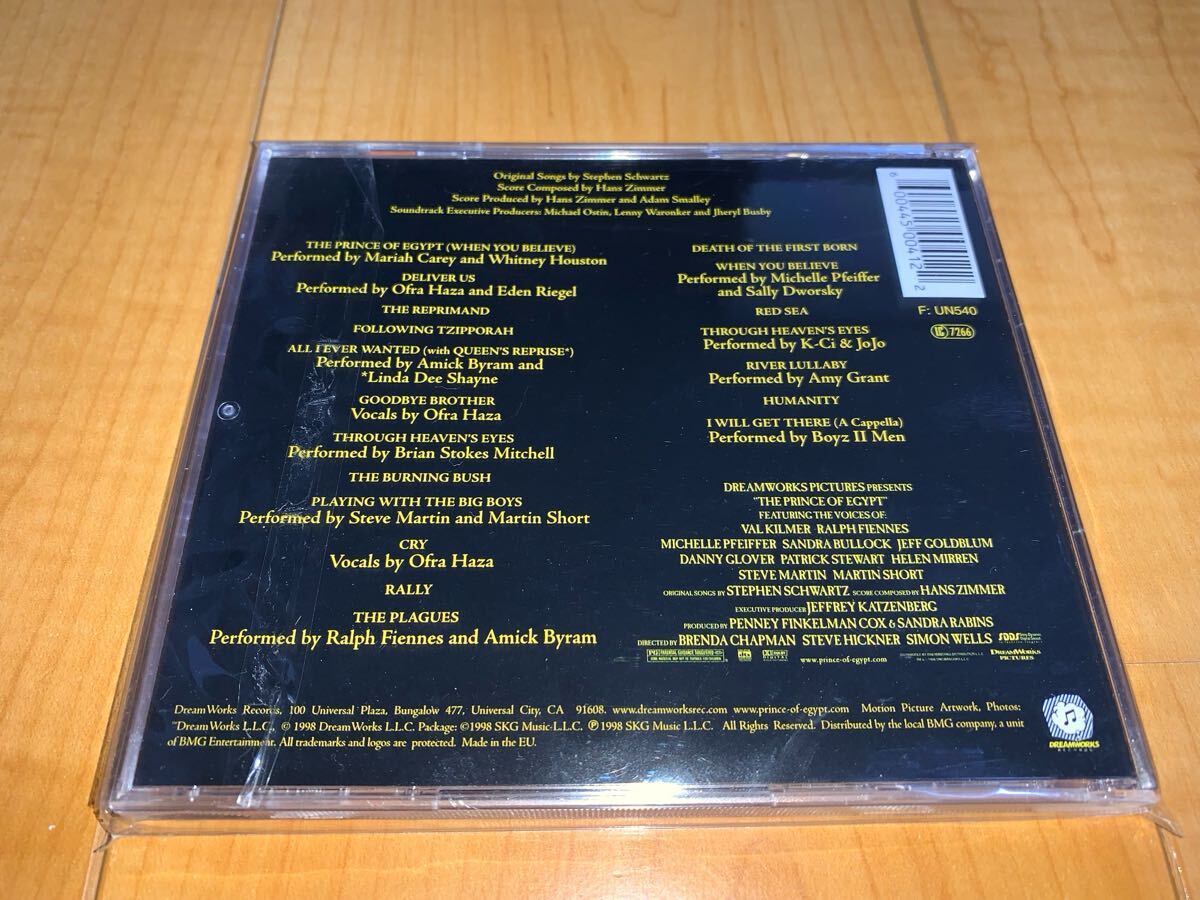 Original Songs by Stephen Schwartz
Score Composed by Hans Zimmer
Score Produced by Hans Zimmer and Adam Smalley
Soundtrack Executive Producers: Michael Ostin, Lenny Waronker and Jheryl Busby
THE PRINCE OF EGYPT (WHEN YOU BELIEVE)
Performed by Mariah Carey and Whitney Houston
DELIVER US
Performed by Ofra Haza and Eden Riegel
THE REPRIMAND
FOLLOWING TZIPPORAH
ALL I EVER WANTED (with QUEEN'S REPRISE*)
Performed by Amick Byram and
*Linda Dee Shayne
GOODBYE BROTHER
Vocals by Ofra Haza
THROUGH HEAVEN'S EYES
Performed by Brian Stokes Mitchell
THE BURNING BUSH
PLAYING WITH THE BIG BOYS
Performed by Steve Martin and Martin Short
CRY
Vocals by Ofra Haza
RALLY
THE PLAGUES
Performed by Ralph Fiennes and Amick Byram
DEATH OF THE FIRST BORN
WHEN YOU BELIEVE
Performed by Michelle Pfeiffer
and Sally Dworsky
RED SEA
THROUGH HEAVEN'S EYES
Performed by K-Ci & JoJo
RIVER LULLABY
Performed by Amy Grant
HUMANITY
I WILL GET THERE (A Cappella)
Performed by Boyz II Men
6 00445 00412 2
F: UN540
LC 7266
DREAMWORKS PICTURES PRESENTS
"THE PRINCE OF EGYPT"
FEATURING THE VOICES OF:
VAL KILMER RALPH FIENNES
MICHELLE PFEIFFER SANDRA BULLOCK JEFF GOLDBLUM
DANNY GLOVER PATRICK STEWART HELEN MIRREN
STEVE MARTIN MARTIN SHORT
ORIGINAL SONGS BY STEPHEN SCHWARTZ SCORE COMPOSED BY HANS ZIMMER
EXECUTIVE PRODUCER JEFFREY KATZENBERG
PRODUCED BY PENNEY FINKELMAN COX & SANDRA RABINS
DIRECTED BY BRENDA CHAPMAN STEVE HICKNER SIMON WELLS
PG PARENTAL GUIDANCE SUGGESTED
www.prince-of-egypt.com
DREAMWORKS
PICTURES
DreamWorks Records, 100 Universal Plaza, Bungalow 477, Universal City, CA 91608. www.dreamworksrec.com www.prince-of-egypt.com Motion Picture Artwork, Photos:
™DreamWorks L.L.C. © 1998 DreamWorks L.L.C. Package: ©1998 SKG Music L.L.C. ℗1998 SKG Music L.L.C. All Rights Reserved. Distributed by the local BMG company, a unit
of BMG Entertainment. All trademarks and logos are protected. Made in the EU.
DREAMWORKS
RECORDS